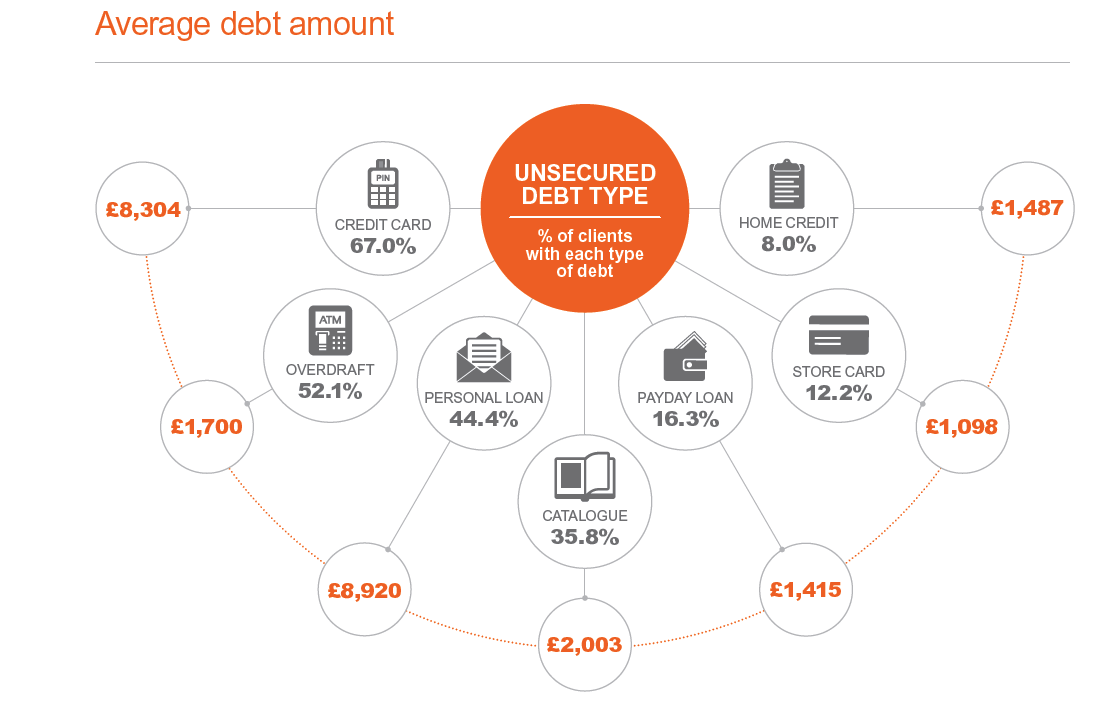 Average debt amount
UNSECURED
DEBT TYPE
% of clients
with each type
of debt
PIN
CREDIT CARD
67.0%
£8,304
ATM
OVERDRAFT
52.1%
£1,700
PERSONAL LOAN
44.4%
£8,920
CATALOGUE
35.8%
£2,003
PAYDAY LOAN
16.3%
£1,415
STORE CARD
12.2%
£1,098
HOME CREDIT
8.0%
£1,487